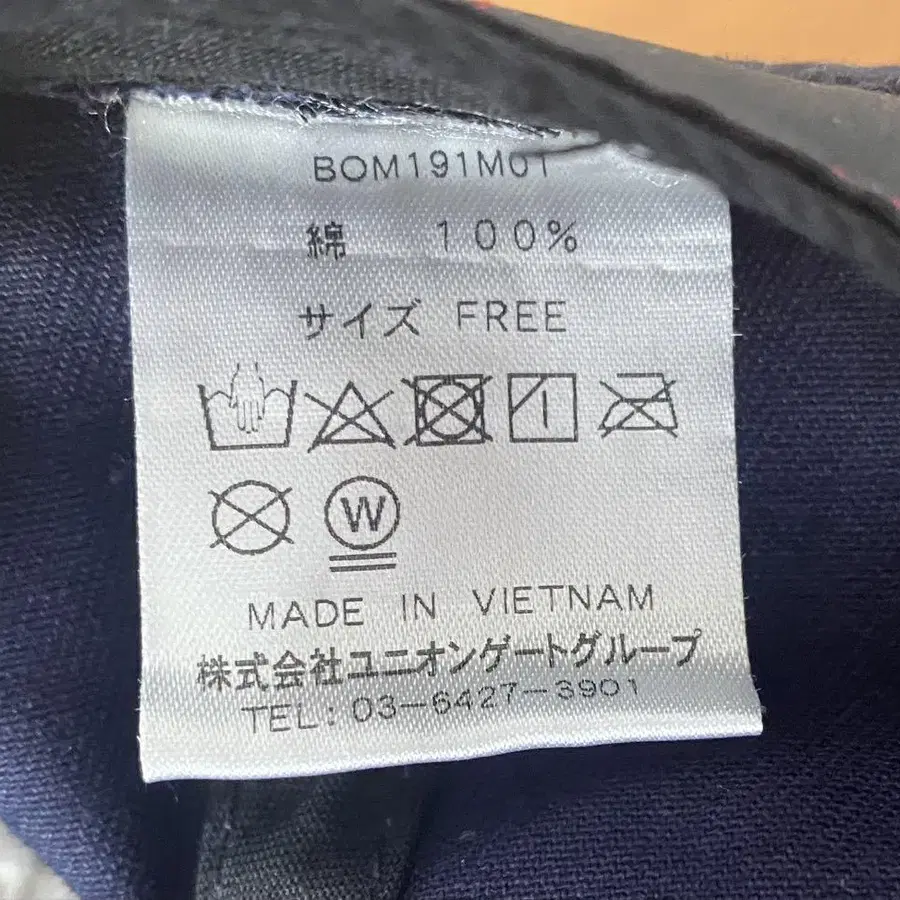 BOM191M01
綿 100%
サイズ FREE
W
MADE IN VIETNAM
株式会社ユニオンゲートグループ
TEL: 03-6427-3901